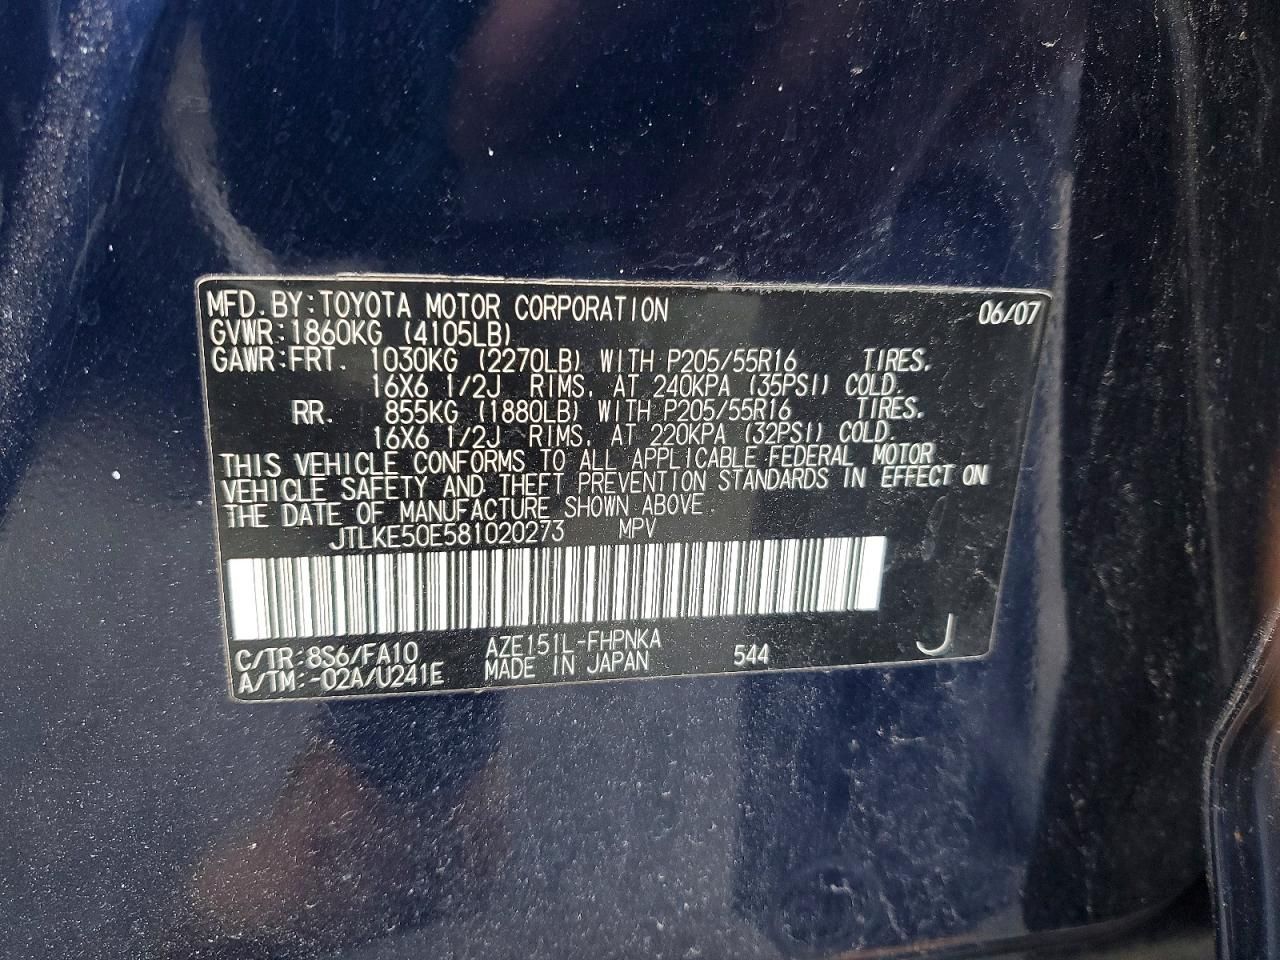 MFD.BY:TOYOTA MOTOR CORPORATION 06/07
GVWR:1860KG (4105LB)
GAWR:FRT. 1030KG (2270LB) WITH P205/55R16 TIRES.
16X6 1/2J RIMS, AT 240KPA (35PSI) COLD.
RR. 855KG (1880LB) WITH P205/55R16 TIRES.
16X6 1/2J RIMS, AT 220KPA (32PSI) COLD.
THIS VEHICLE CONFORMS TO ALL APPLICABLE FEDERAL MOTOR
VEHICLE SAFETY AND THEFT PREVENTION STANDARDS IN EFFECT ON
THE DATE OF MANUFACTURE SHOWN ABOVE.
JTLKE50E581020273 MPV
C/TR:8S6/FA10 AZE151L-FHPNKA 544 J
A/TM:-02A/U241E MADE IN JAPAN